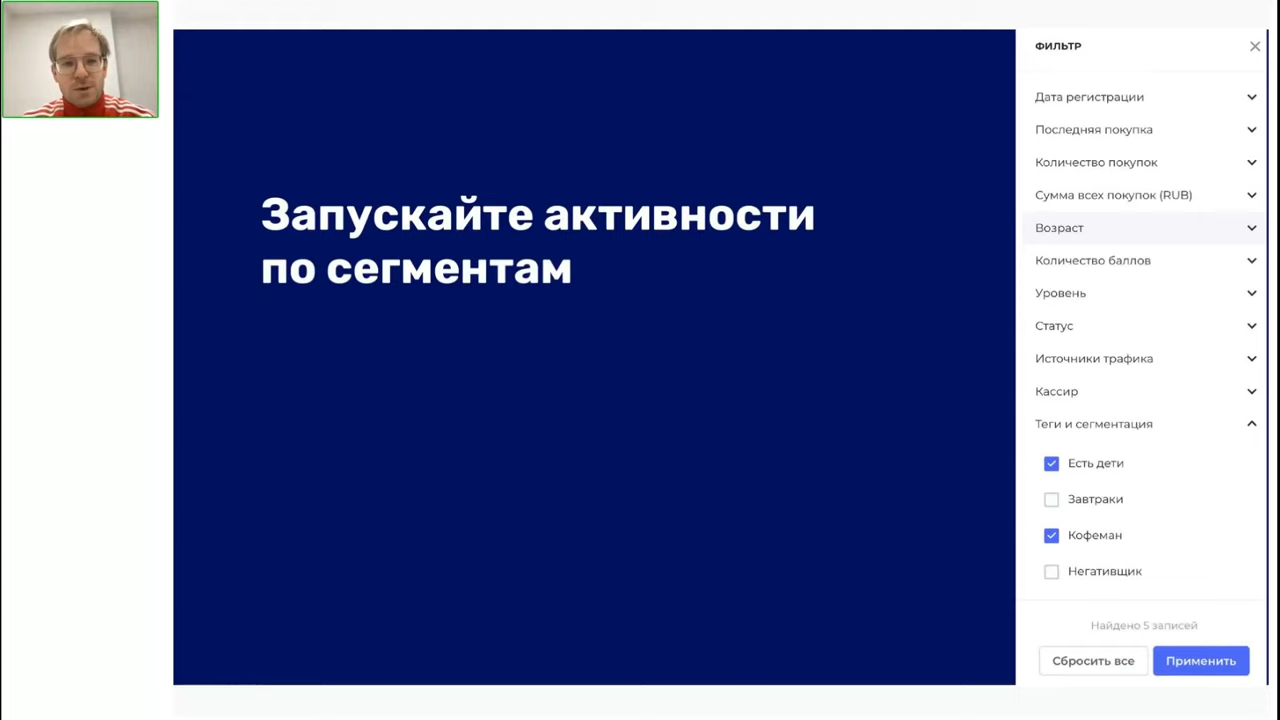 Запускайте активности
по сегментам
ФИЛЬТР
Дата регистрации
Последняя покупка
Количество покупок
Сумма всех покупок (RUB)
Возраст
Количество баллов
Уровень
Статус
Источники трафика
Кассир
Теги и сегментация
Есть дети
Завтраки
Кофеман
Негативщик
Найдено 5 записей
Сбросить все
Применить